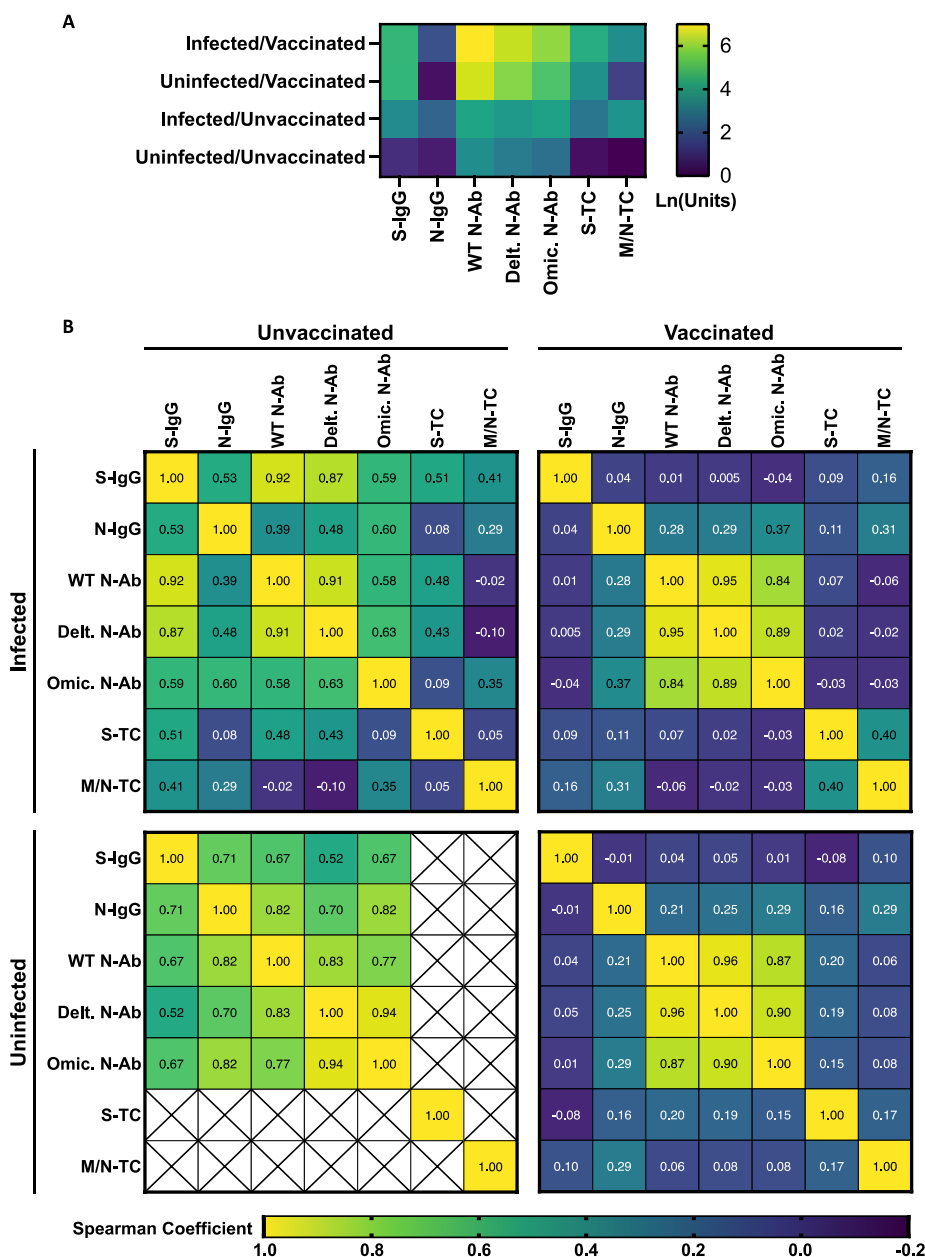 A
Infected/Vaccinated
Uninfected/Vaccinated
Infected/Unvaccinated
Uninfected/Unvaccinated
6
4
2
0
Ln(Units)
S-IgG N-IgG WT N-Ab Delt. N-Ab Omic. N-Ab S-TC M/N-TC
B
Unvaccinated Vaccinated
S-IgG N-IgG WT N-Ab Delt. N-Ab Omic. N-Ab S-TC M/N-TC S-IgG N-IgG WT N-Ab Delt. N-Ab Omic. N-Ab S-TC M/N-TC
Infected
S-IgG 1.00 0.53 0.92 0.87 0.59 0.51 0.41 1.00 0.04 0.01 0.005 -0.04 0.09 0.16
N-IgG 0.53 1.00 0.39 0.48 0.60 0.08 0.29 0.04 1.00 0.28 0.29 0.37 0.11 0.31
WT N-Ab 0.92 0.39 1.00 0.91 0.58 0.48 -0.02 0.01 0.28 1.00 0.95 0.84 0.07 -0.06
Delt. N-Ab 0.87 0.48 0.91 1.00 0.63 0.43 -0.10 0.005 0.29 0.95 1.00 0.89 0.02 -0.02
Omic. N-Ab 0.59 0.60 0.58 0.63 1.00 0.09 0.35 -0.04 0.37 0.84 0.89 1.00 -0.03 -0.03
S-TC 0.51 0.08 0.48 0.43 0.09 1.00 0.05 0.09 0.11 0.07 0.02 -0.03 1.00 0.40
M/N-TC 0.41 0.29 -0.02 -0.10 0.35 0.05 1.00 0.16 0.31 -0.06 -0.02 -0.03 0.40 1.00
Uninfected
S-IgG 1.00 0.71 0.67 0.52 0.67 1.00 -0.01 0.04 0.05 0.01 -0.08 0.10
N-IgG 0.71 1.00 0.82 0.70 0.82 -0.01 1.00 0.21 0.25 0.29 0.16 0.29
WT N-Ab 0.67 0.82 1.00 0.83 0.77 0.04 0.21 1.00 0.96 0.87 0.20 0.06
Delt. N-Ab 0.52 0.70 0.83 1.00 0.94 0.05 0.25 0.96 1.00 0.90 0.19 0.08
Omic. N-Ab 0.67 0.82 0.77 0.94 1.00 0.01 0.29 0.87 0.90 1.00 0.15 0.08
S-TC 1.00 -0.08 0.16 0.20 0.19 0.15 1.00 0.17
M/N-TC 1.00 0.10 0.29 0.06 0.08 0.08 0.17 1.00
Spearman Coefficient
1.0 0.8 0.6 0.4 0.2 0.0 -0.2